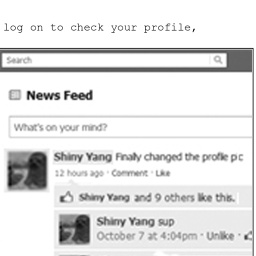 log on to check your profile,
Search
News Feed
What's on your mind?
Shiny Yang Finally changed the profile pc
12 hours ago · Comment · Like
Shiny Yang and 9 others like this.
Shiny Yang sup
October 7 at 4:04pm · Unlike ·